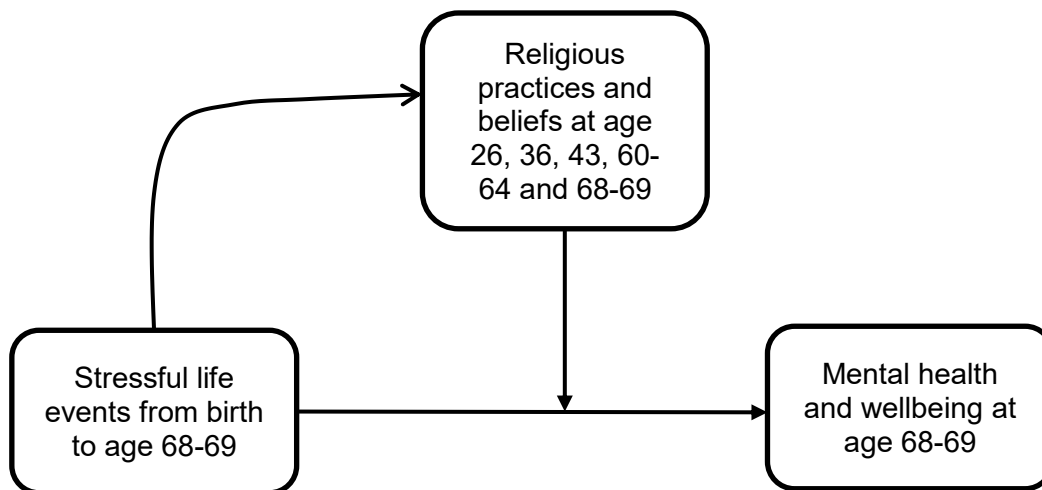 Religious
practices and
beliefs at age
26, 36, 43, 60-
64 and 68-69
Stressful life
events from birth
to age 68-69
Mental health
and wellbeing at
age 68-69